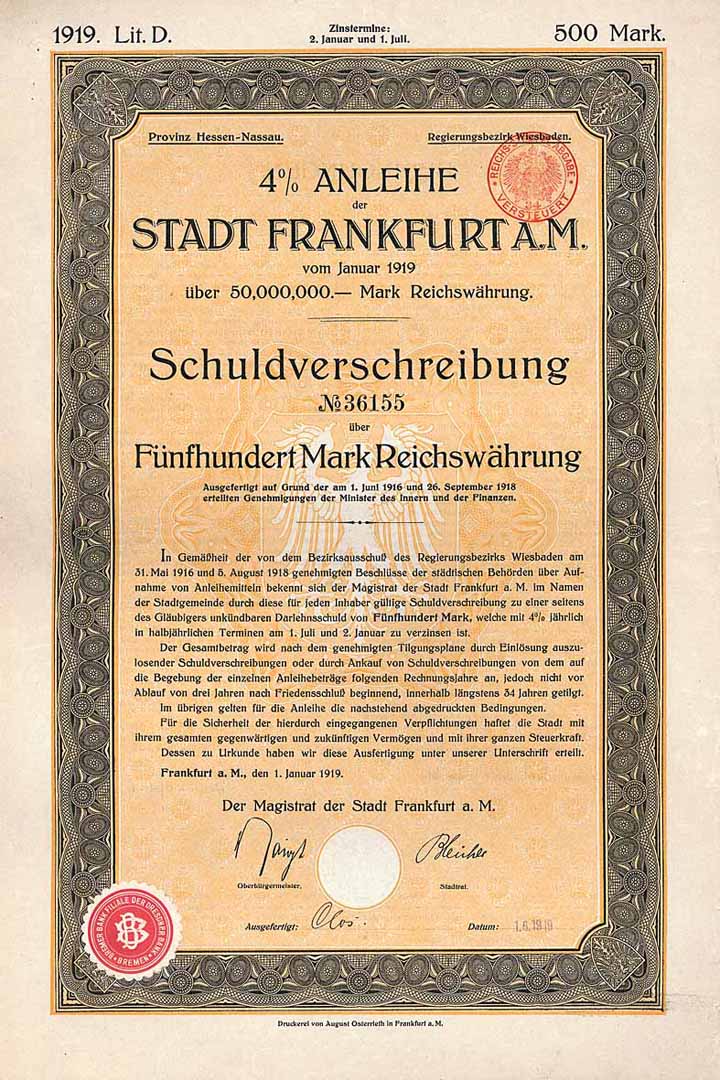 1919. Lit. D.
Zinstermine:
2. Januar und 1. Juli.
500 Mark.
Provinz Hessen-Nassau.
Regierungsbezirk Wiesbaden.
VERSTEUERT
4% ANLEIHE
der
STADT FRANKFURT A.M.
vom Januar 1919
über 50,000,000.— Mark Reichswährung.
Schuldverschreibung
№ 36155
über
Fünfhundert Mark Reichswährung
Ausgefertigt auf Grund der am 1. Juni 1916 und 26. September 1918
erteilten Genehmigungen der Minister des Innern und der Finanzen.
In Gemäßheit der von dem Bezirksausschuß des Regierungsbezirks Wiesbaden am
31. Mai 1916 und 5. August 1918 genehmigten Beschlüsse der städtischen Behörden über Auf-
nahme von Anleihemitteln bekennt sich der Magistrat der Stadt Frankfurt a. M. im Namen
der Stadtgemeinde durch diese für jeden Inhaber gültige Schuldverschreibung zu einer seitens
des Gläubigers unkündbaren Darlehnsschuld von Fünfhundert Mark, welche mit 4% jährlich
in halbjährlichen Terminen am 1. Juli und 2. Januar zu verzinsen ist.
Der Gesamtbetrag wird nach dem genehmigten Tilgungsplane durch Einlösung auszu-
losender Schuldverschreibungen oder durch Ankauf von Schuldverschreibungen von dem auf
die Begebung der einzelnen Anleihebeträge folgenden Rechnungsjahre an, jedoch nicht vor
Ablauf von drei Jahren nach Friedensschluß beginnend, innerhalb längstens 34 Jahren getilgt.
Im übrigen gelten für die Anleihe die nachstehend abgedruckten Bedingungen.
Für die Sicherheit der hierdurch eingegangenen Verpflichtungen haftet die Stadt mit
ihrem gesamten gegenwärtigen und zukünftigen Vermögen und mit ihrer ganzen Steuerkraft.
Dessen zu Urkunde haben wir diese Ausfertigung unter unserer Unterschrift erteilt.
Frankfurt a. M., den 1. Januar 1919.
Der Magistrat der Stadt Frankfurt a. M.
Bleicher
Oberbürgermeister.
Stadtrat.
Ausgefertigt:
Datum: 1.6.1919
BREMER BANK FILIALE DER DRESDNER BANK
BREMEN
Druckerei von August Osterrieth in Frankfurt a. M.